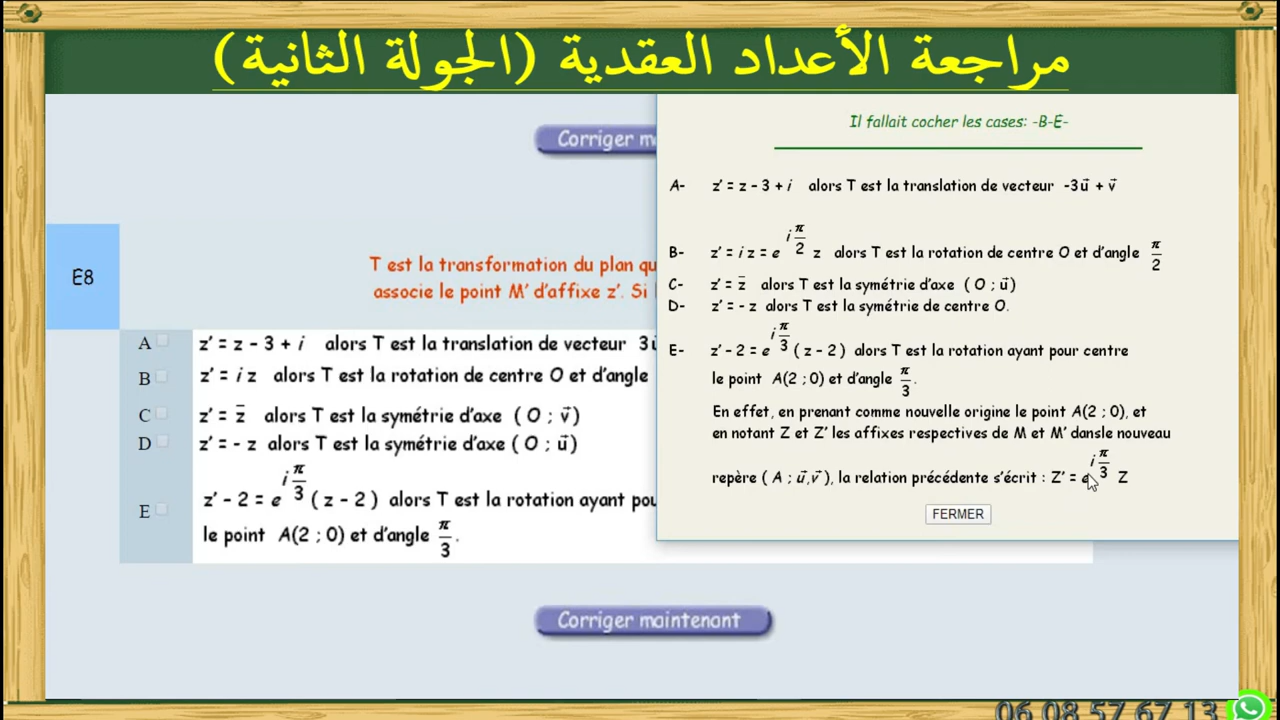 مراجعة الأعداد العقدية (الجولة الثانية)
Corriger m
E8
T est la transformation du plan qu
associe le point M' d'affixe z'. Si
A z' = z - 3 + i alors T est la translation de vecteur 3u
B z' = i z alors T est la rotation de centre O et d'angle
C z' = z̄ alors T est la symétrie d'axe ( O ; v⃗ )
D z' = - z alors T est la symétrie d'axe ( O ; u⃗ )
E z' - 2 = e^{i π/3} ( z - 2 ) alors T est la rotation ayant pou
le point A(2 ; 0) et d'angle π/3 .
Corriger maintenant
Il fallait cocher les cases: -B-E-
A- z' = z - 3 + i alors T est la translation de vecteur -3u⃗ + v⃗
B- z' = i z = e^{i π/2} z alors T est la rotation de centre O et d'angle π/2
C- z' = z̄ alors T est la symétrie d'axe ( O ; u⃗ )
D- z' = - z alors T est la symétrie de centre O.
E- z' - 2 = e^{i π/3} ( z - 2 ) alors T est la rotation ayant pour centre
le point A(2 ; 0) et d'angle π/3 .
En effet, en prenant comme nouvelle origine le point A(2 ; 0), et
en notant Z et Z' les affixes respectives de M et M' dansle nouveau
repère ( A ; u⃗,v⃗ ), la relation précédente s'écrit : Z' = e^{i π/3} Z
FERMER
06 08 57 67 13